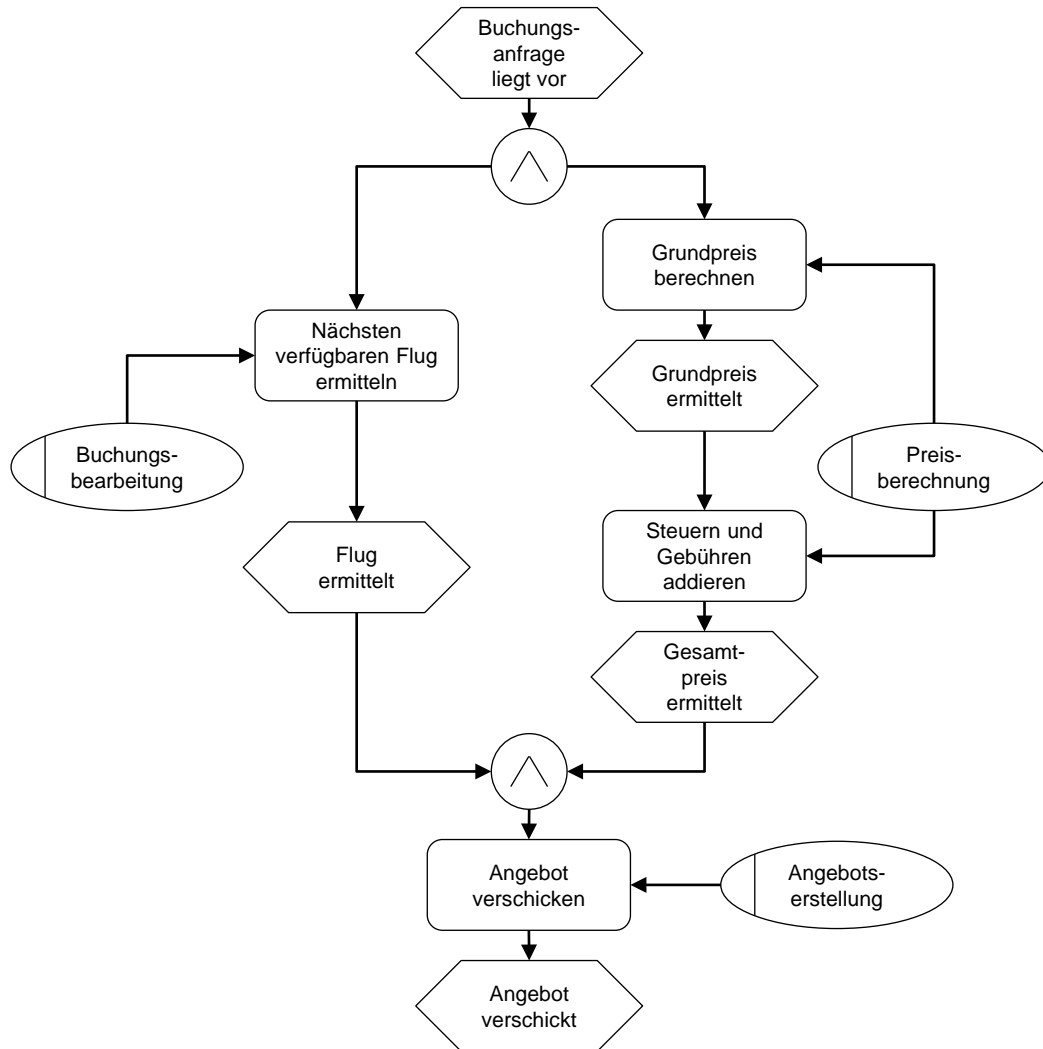 Buchungs-
anfrage
liegt vor
Grundpreis
berechnen
Nächsten
verfügbaren Flug
ermitteln
Grundpreis
ermittelt
Buchungs-
bearbeitung
Preis-
berechnung
Flug
ermittelt
Steuern und
Gebühren
addieren
Gesamt-
preis
ermittelt
Angebot
verschicken
Angebots-
erstellung
Angebot
verschickt